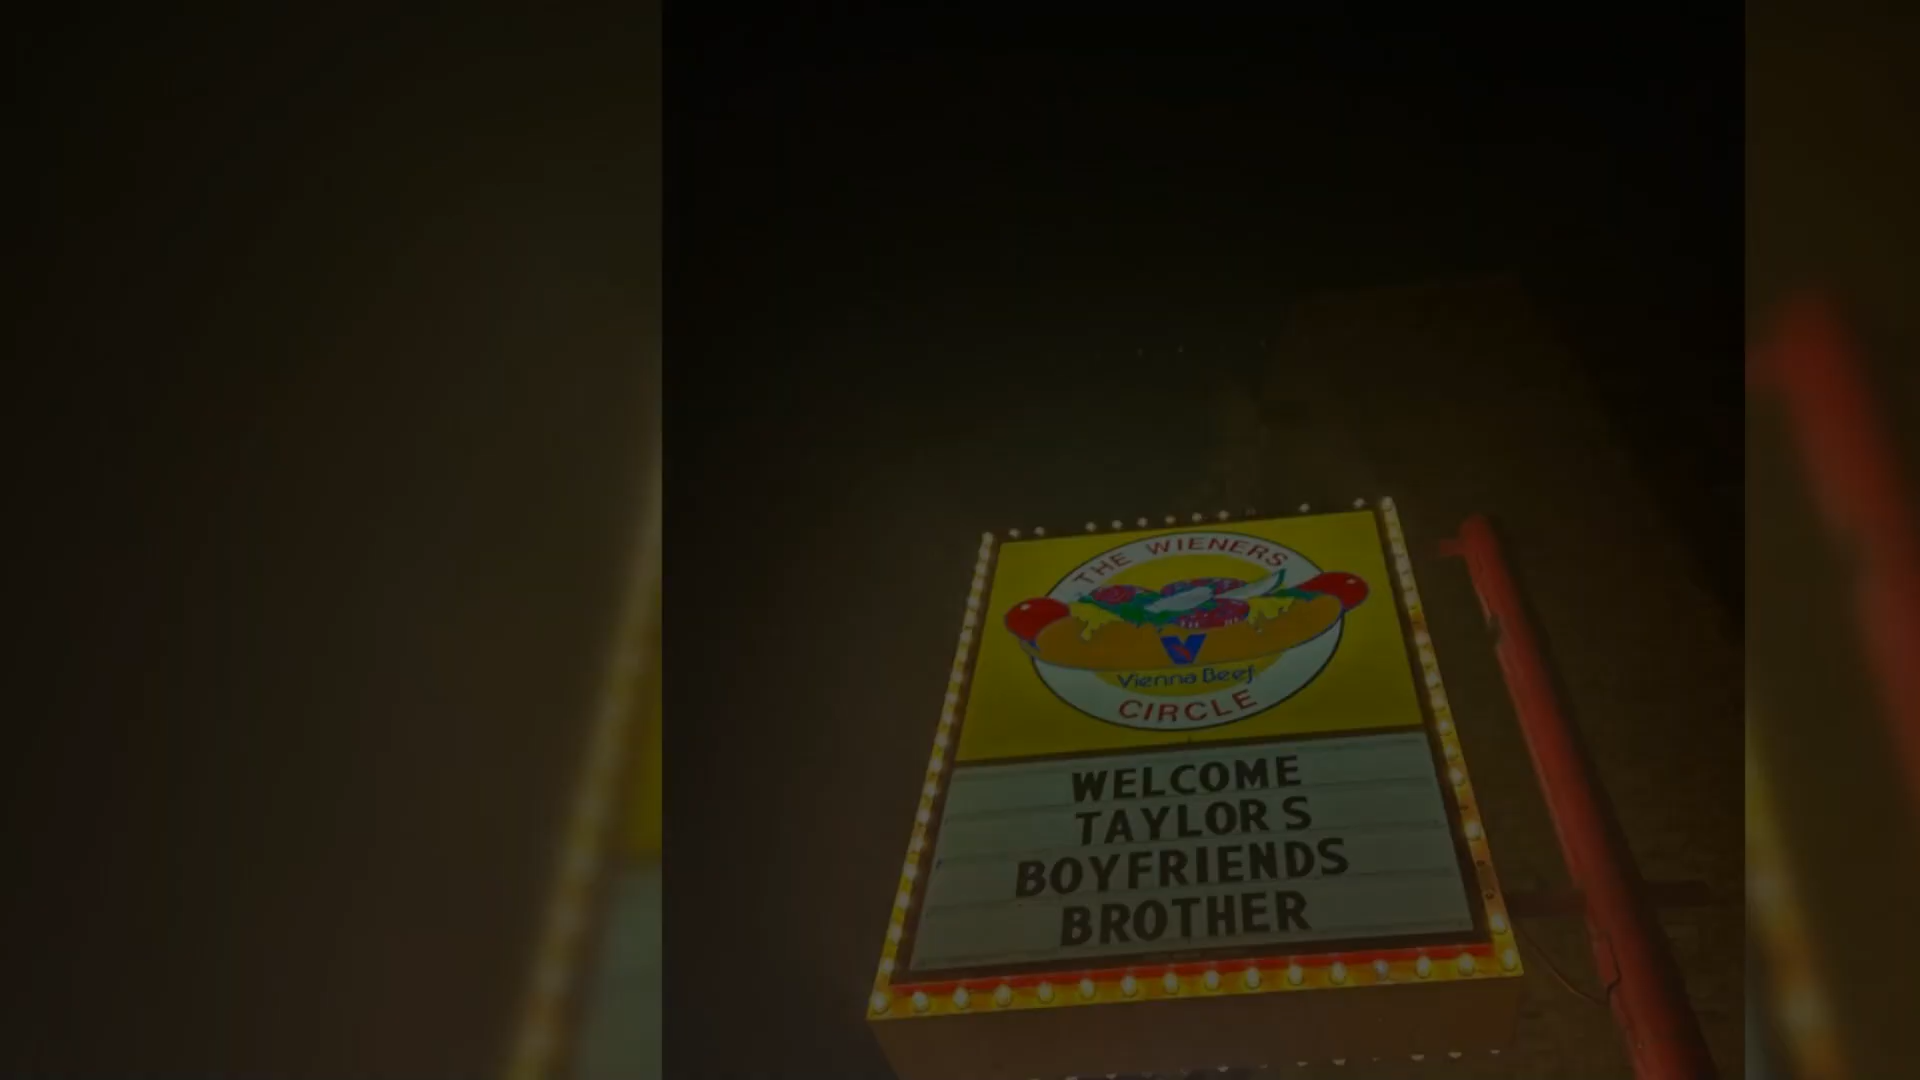 THE WIENERS
V
Vienna Beef
CIRCLE
WELCOME
TAYLOR S
BOYFRIENDS
BROTHER